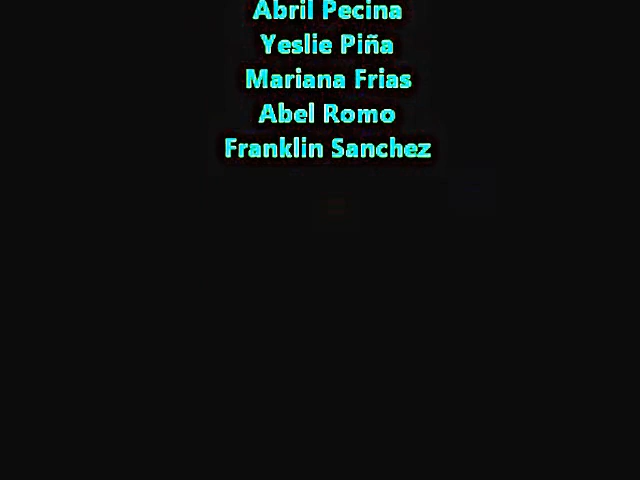 Abril Pecina
Yeslie Piña
Mariana Frias
Abel Romo
Franklin Sanchez